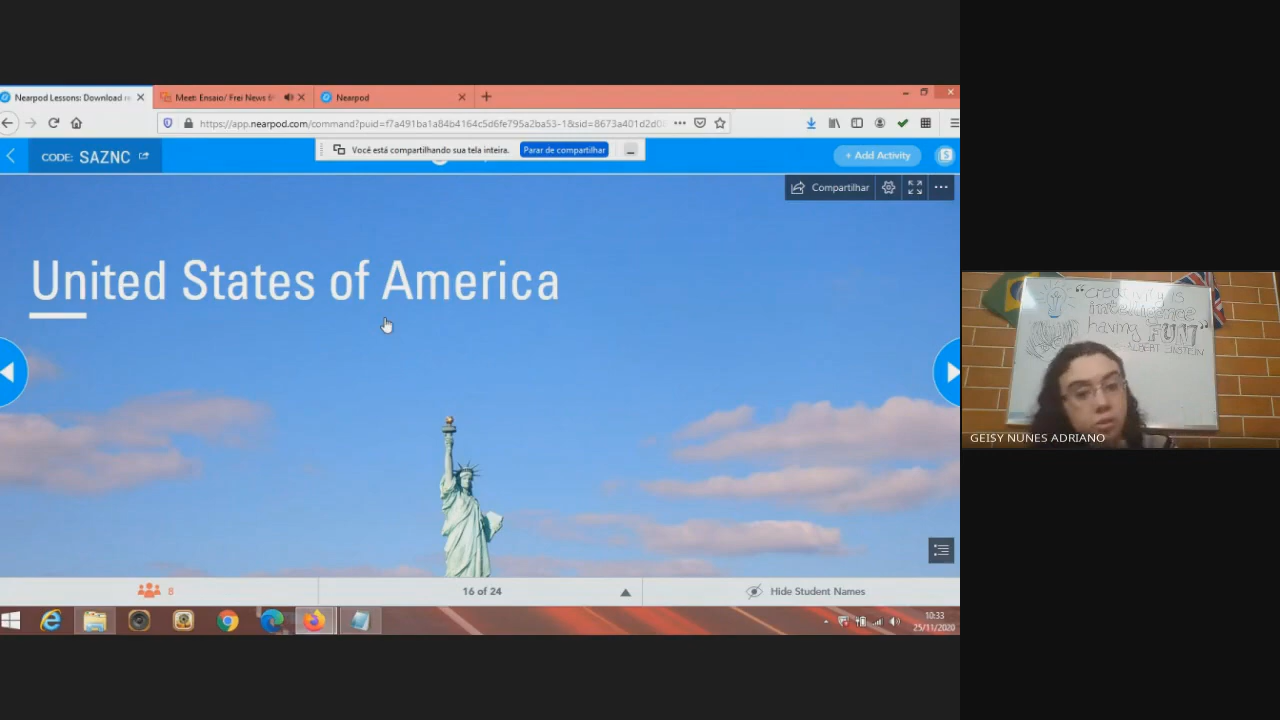 Nearpod Lessons: Download re
Meet: Ensaio/ Frei News
Nearpod
https://app.nearpod.com/command?puid=f7a491ba1a84b4164c5d6fe795a2ba53-1&sid=8673a401d2d0
CODE: SAZNC
Você está compartilhando sua tela inteira.
Parar de compartilhar
+ Add Activity
S
Compartilhar
United States of America
"Creativity is
intelligence
having FUN"
ALBERT EINSTEIN
GEISY NUNES ADRIANO
8
16 of 24
Hide Student Names
10:33
25/11/2020